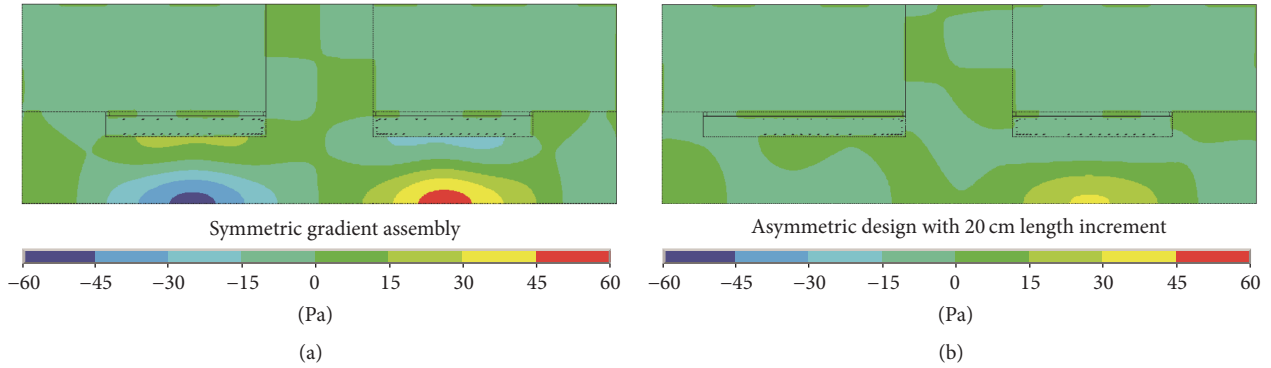 Symmetric gradient assembly
−60 −45 −30 −15 0 15 30 45 60
(Pa)
(a)
Asymmetric design with 20 cm length increment
−60 −45 −30 −15 0 15 30 45 60
(Pa)
(b)